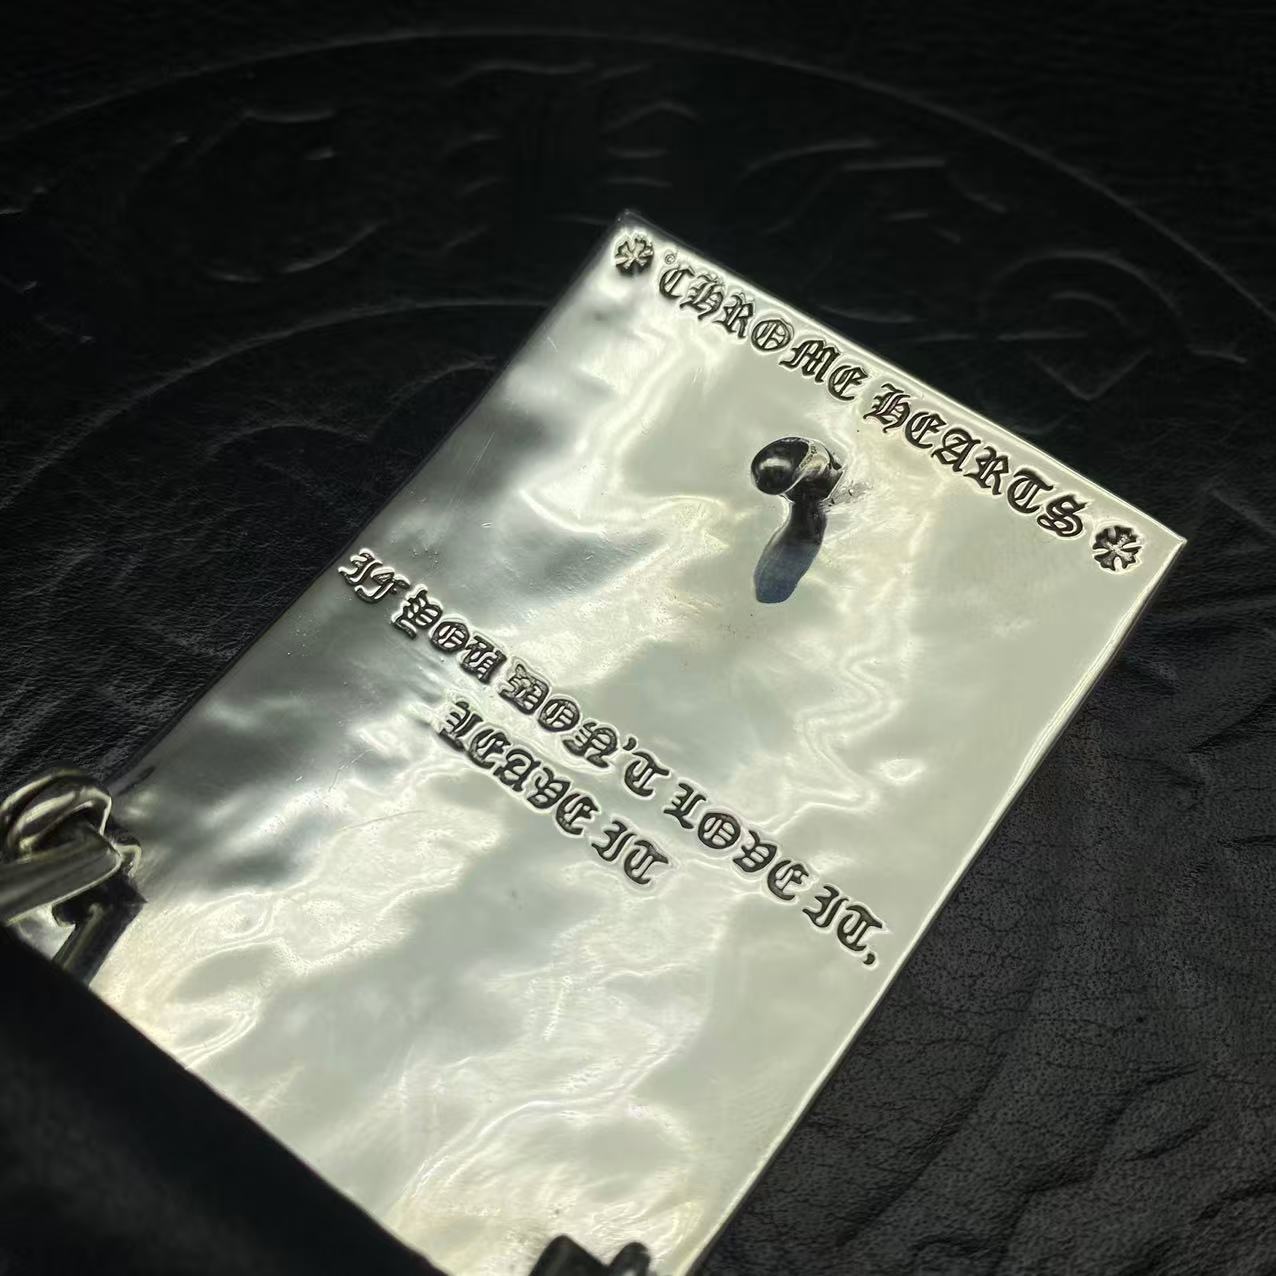 © CHROME HEARTS
If YOU DON'T LOVE IT,
LEAVE IT